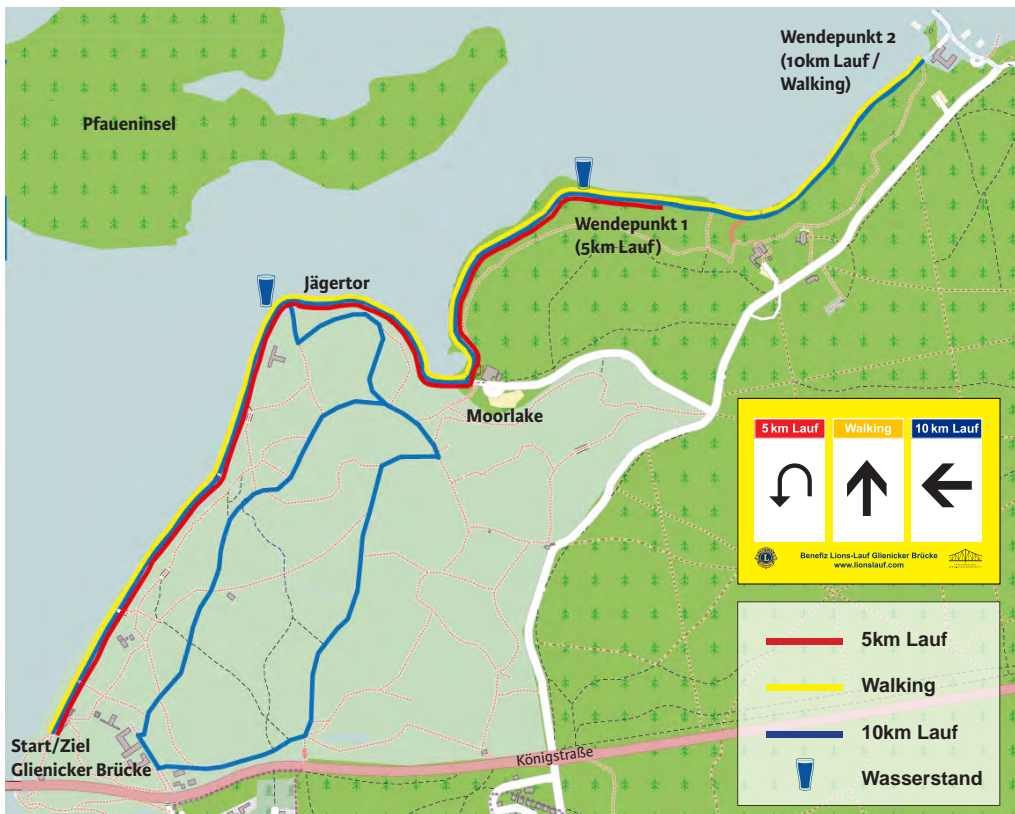 Wendepunkt 2
(10km Lauf /
Walking)
Pfaueninsel
Wendepunkt 1
(5km Lauf)
Jägertor
Moorlake
5 km Lauf
Walking
10 km Lauf
Benefiz Lions-Lauf Glienicker Brücke
www.lionslauf.com
5km Lauf
Walking
10km Lauf
Wasserstand
Start/Ziel
Glienicker Brücke
Königstraße